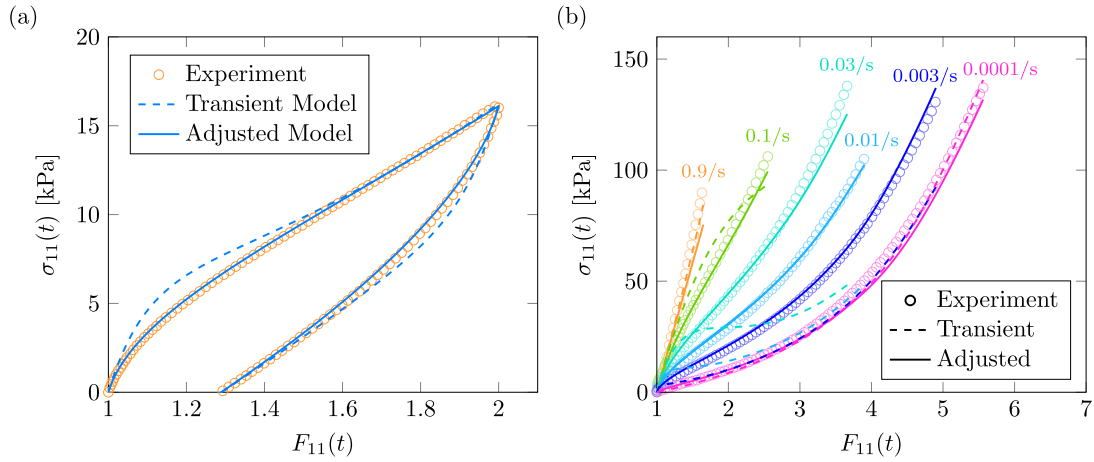 (a)
20
15
10
5
0
σ₁₁(t) [kPa]
Experiment
Transient Model
Adjusted Model
1 1.2 1.4 1.6 1.8 2
F₁₁(t)
(b)
150
100
50
0
σ₁₁(t) [kPa]
0.03/s
0.003/s
0.0001/s
0.1/s
0.01/s
0.9/s
Experiment
Transient
Adjusted
1 2 3 4 5 6 7
F₁₁(t)